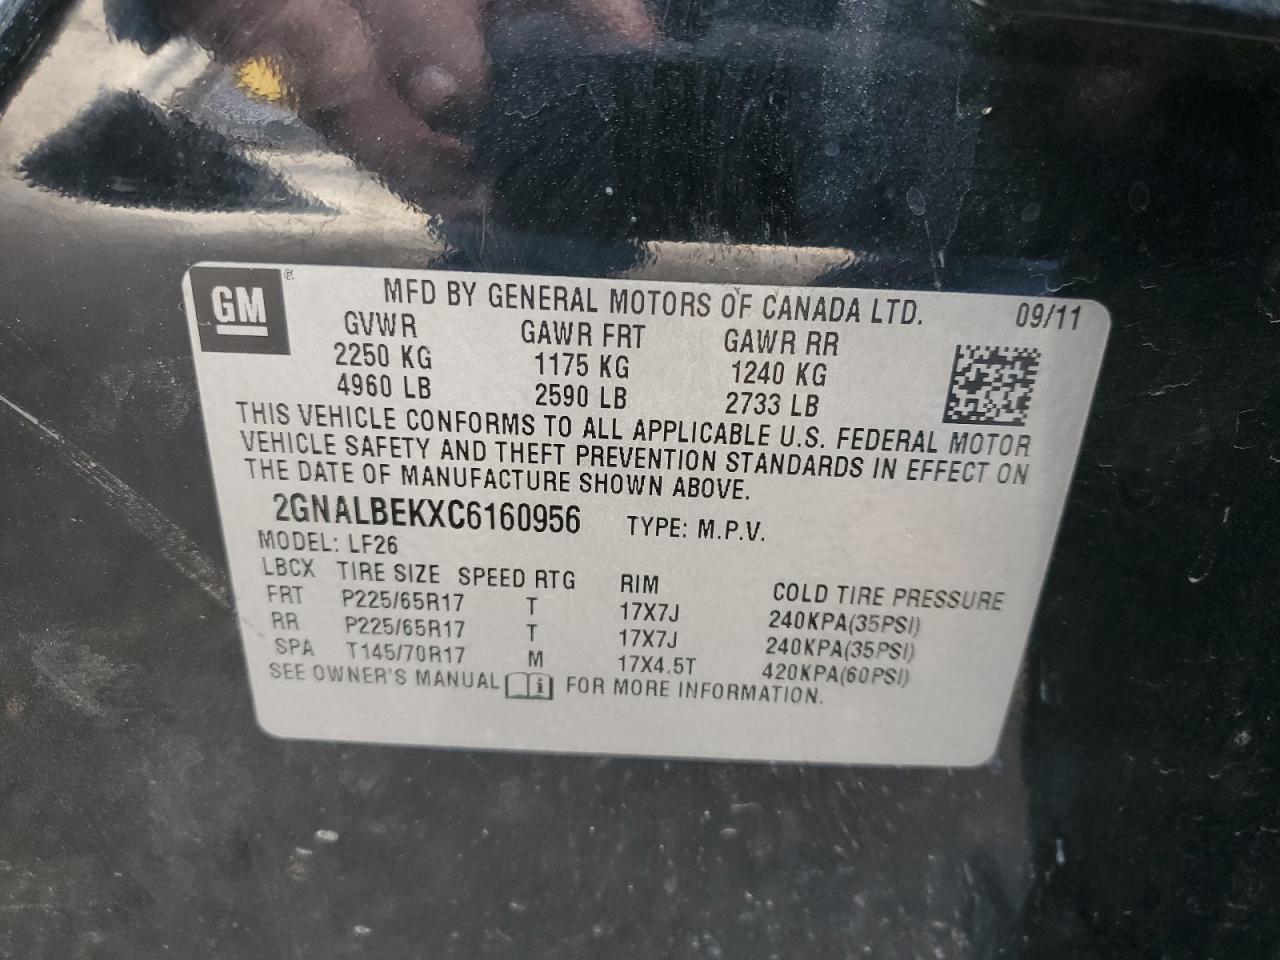 GM ®
MFD BY GENERAL MOTORS OF CANADA LTD. 09/11
GVWR GAWR FRT GAWR RR
2250 KG 1175 KG 1240 KG
4960 LB 2590 LB 2733 LB
THIS VEHICLE CONFORMS TO ALL APPLICABLE U.S. FEDERAL MOTOR
VEHICLE SAFETY AND THEFT PREVENTION STANDARDS IN EFFECT ON
THE DATE OF MANUFACTURE SHOWN ABOVE.
2GNALBEKXC6160956 TYPE: M.P.V.
MODEL: LF26
LBCX TIRE SIZE SPEED RTG RIM COLD TIRE PRESSURE
FRT P225/65R17 T 17X7J 240KPA(35PSI)
RR P225/65R17 T 17X7J 240KPA(35PSI)
SPA T145/70R17 M 17X4.5T 420KPA(60PSI)
SEE OWNER'S MANUAL i FOR MORE INFORMATION.